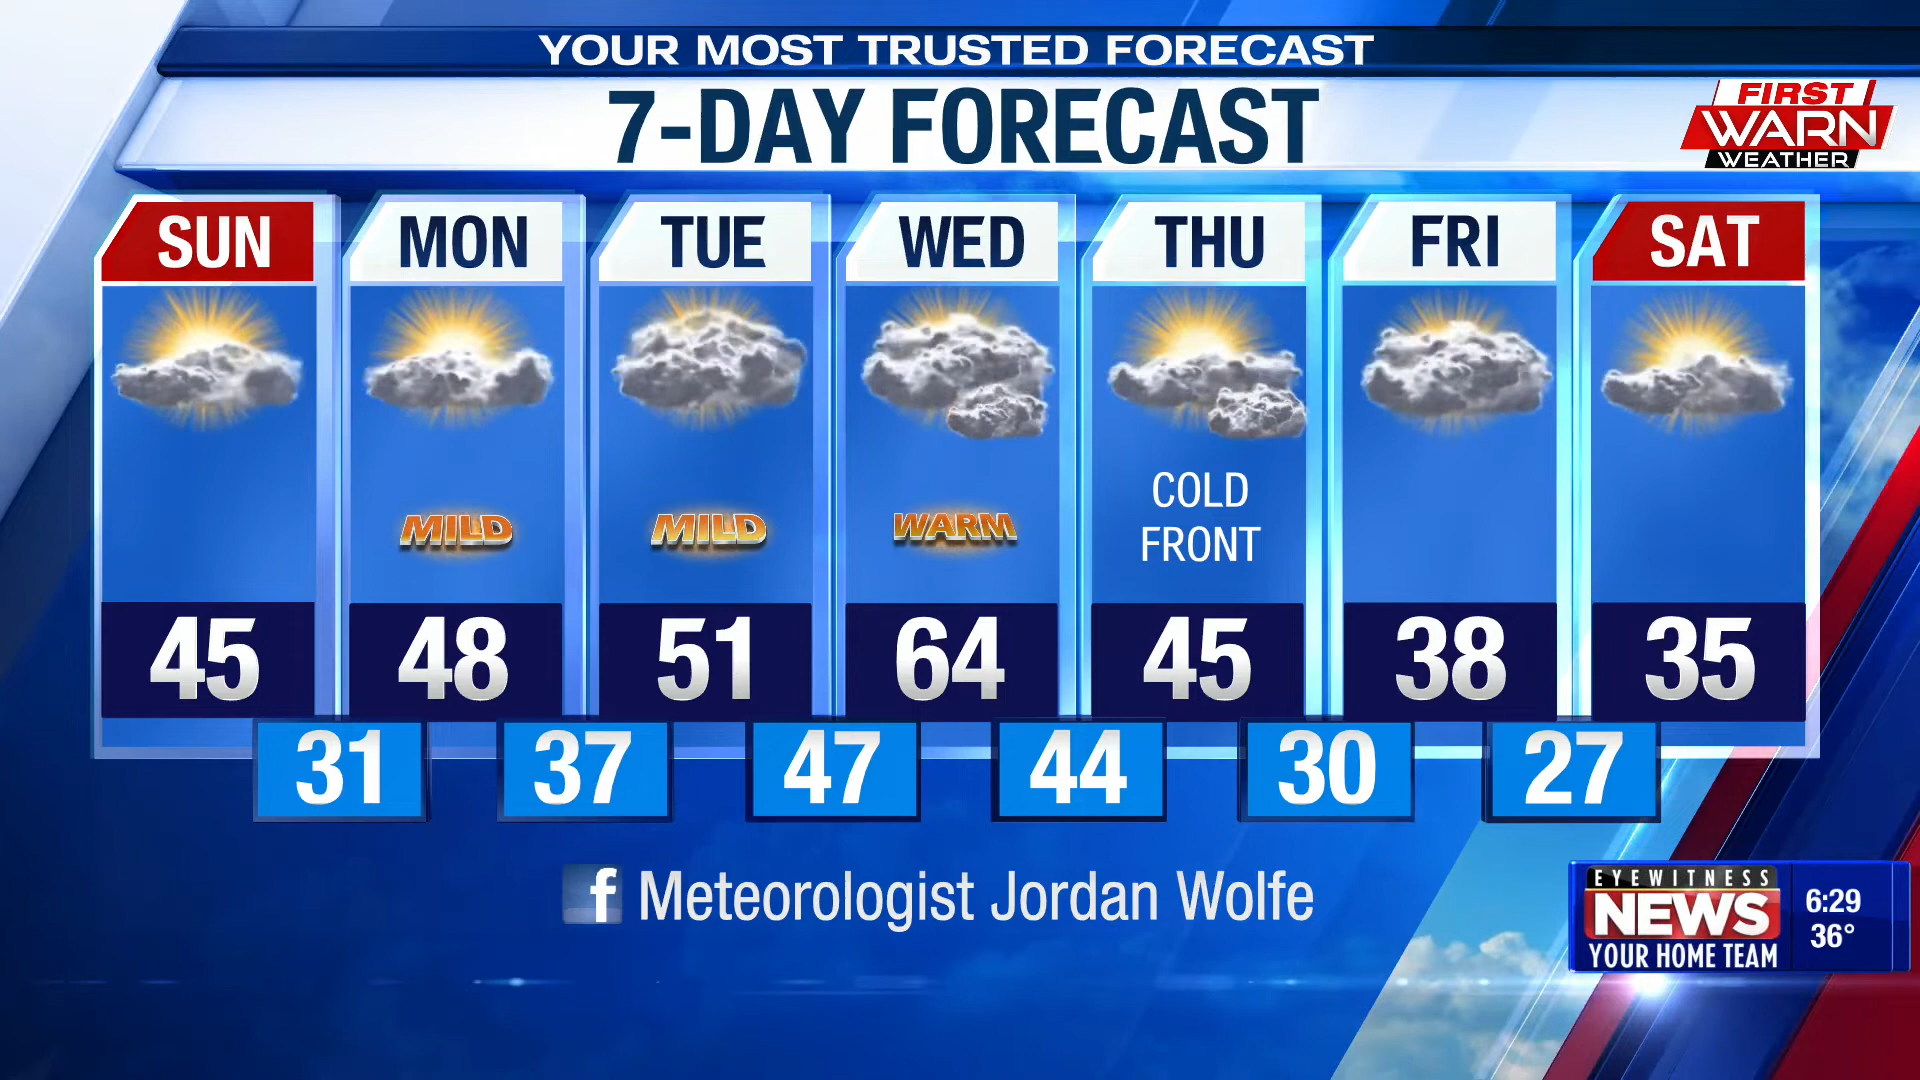 YOUR MOST TRUSTED FORECAST
7-DAY FORECAST
FIRST
WARN
WEATHER
SUN MON TUE WED THU FRI SAT
MILD MILD WARM COLD
FRONT
45 48 51 64 45 38 35
31 37 47 44 30 27
f Meteorologist Jordan Wolfe
EYEWITNESS
NEWS
YOUR HOME TEAM
6:29
36°